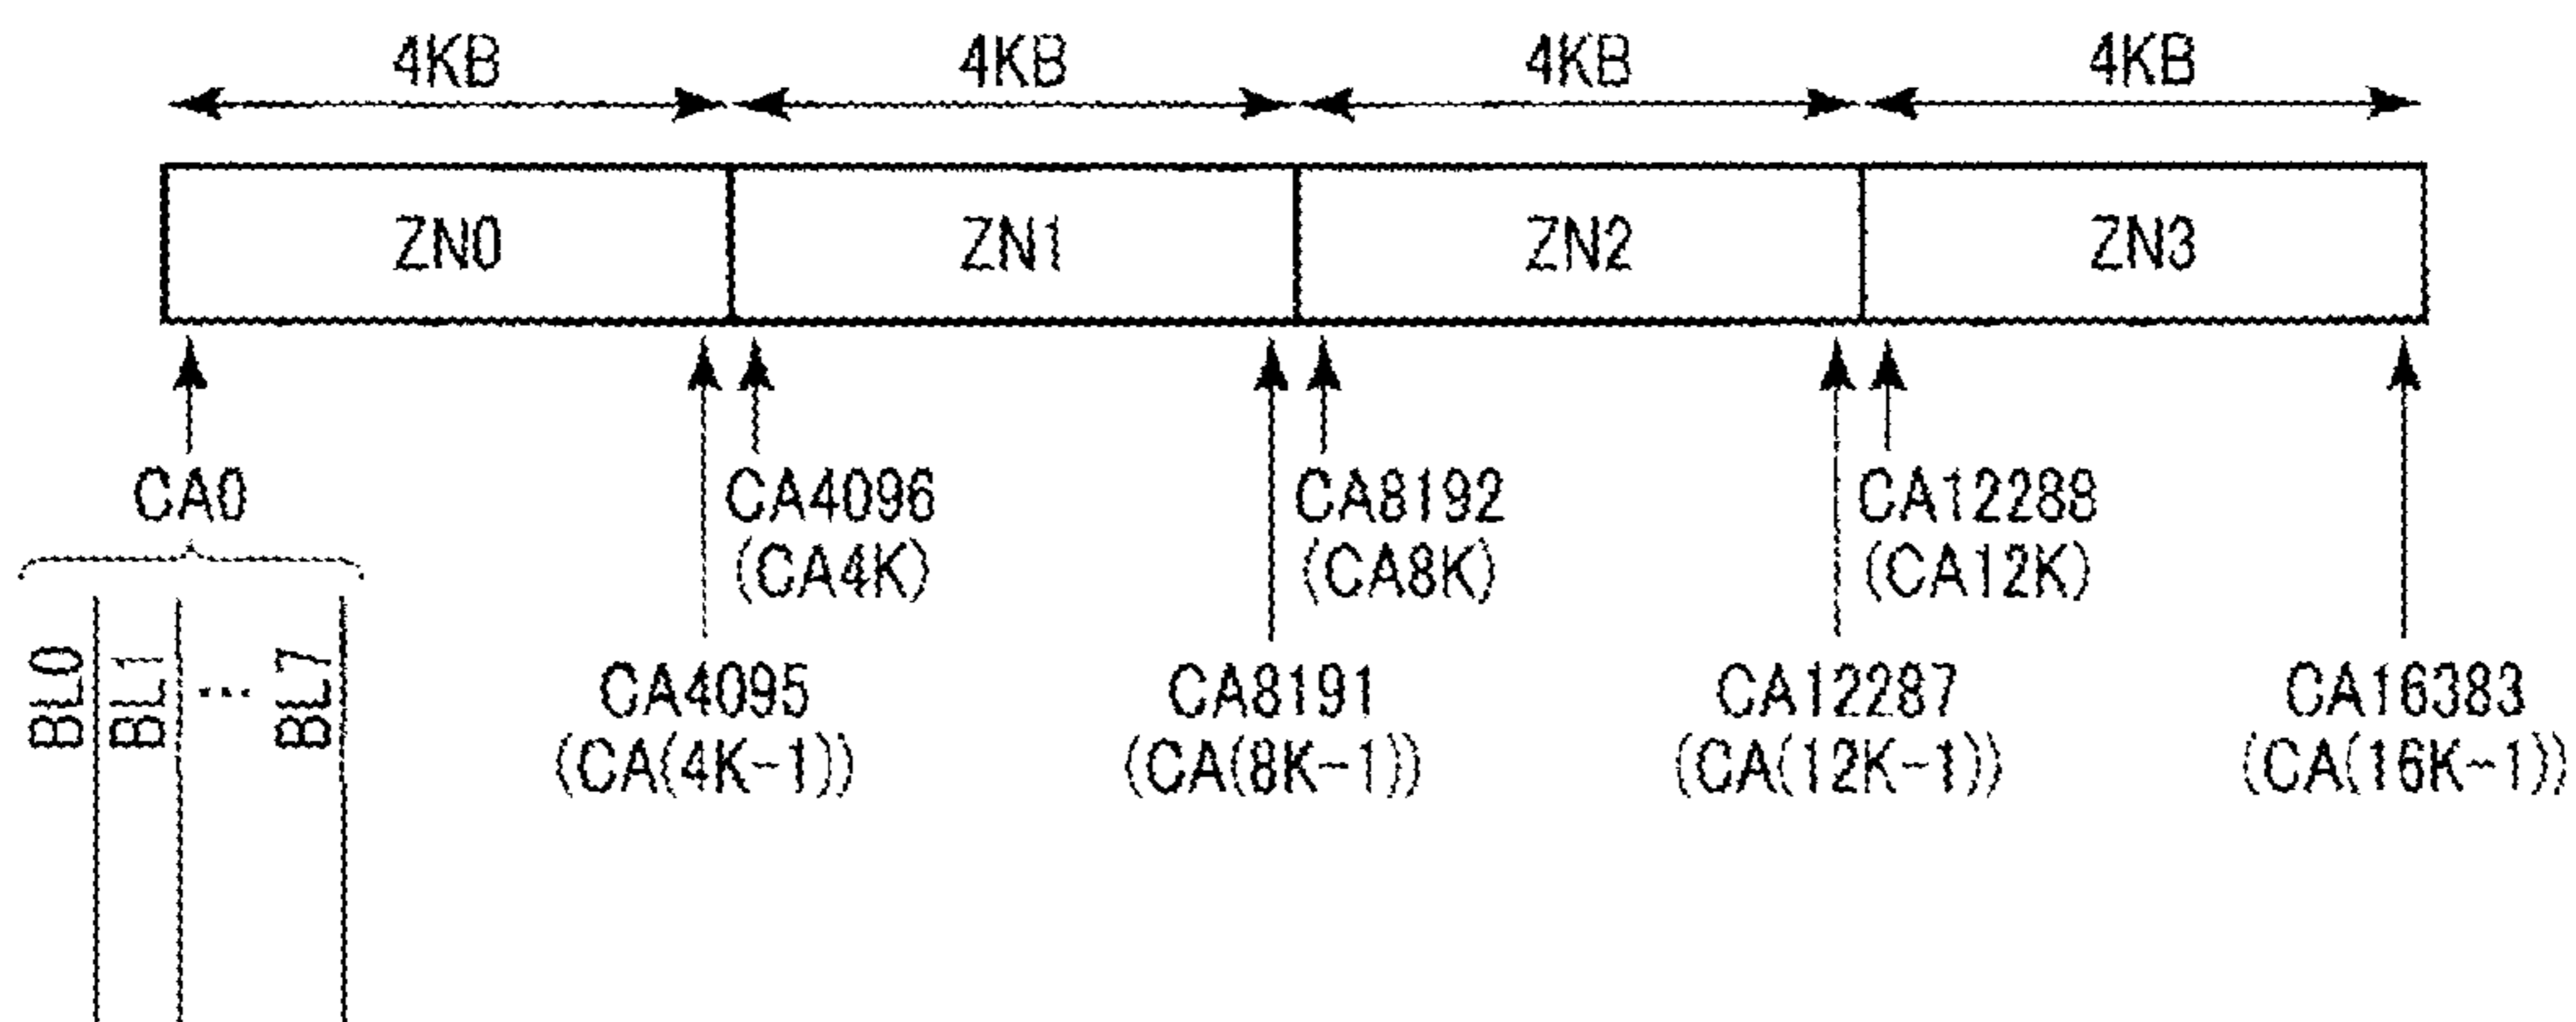 4KB 4KB 4KB 4KB
ZN0 ZN1 ZN2 ZN3
CA0 CA4096 CA8192 CA12288
(CA4K) (CA8K) (CA12K)
BL0 BL1 ... BL7
CA4095 CA8191 CA12287 CA16383
(CA(4K-1)) (CA(8K-1)) (CA(12K-1)) (CA(16K-1))